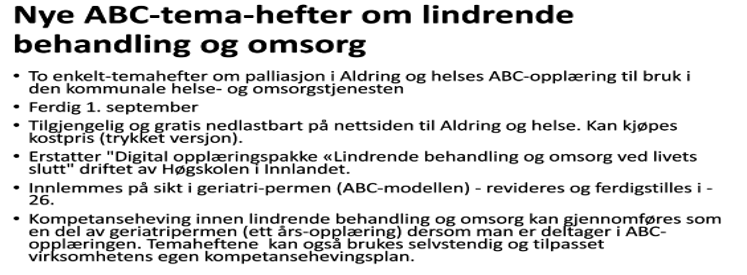 Nye ABC-tema-hefter om lindrende
behandling og omsorg
• To enkelt-temahefter om palliasjon i Aldring og helses ABC-opplæring til bruk i
den kommunale helse- og omsorgstjenesten
• Ferdig 1. september
• Tilgjengelig og gratis nedlastbart på nettsiden til Aldring og helse. Kan kjøpes
kostpris (trykket versjon).
• Erstatter "Digital opplæringspakke «Lindrende behandling og omsorg ved livets
slutt" driftet av Høgskolen i Innlandet.
• Innlemmes på sikt i geriatri-permen (ABC-modellen) - revideres og ferdigstilles i -
26.
• Kompetanseheving innen lindrende behandling og omsorg kan gjennomføres som
en del av geriatripermen (ett års-opplæring) dersom man er deltager i ABC-
opplæringen. Temaheftene  kan også brukes selvstendig og tilpasset
virksomhetens egen kompetansehevingsplan.